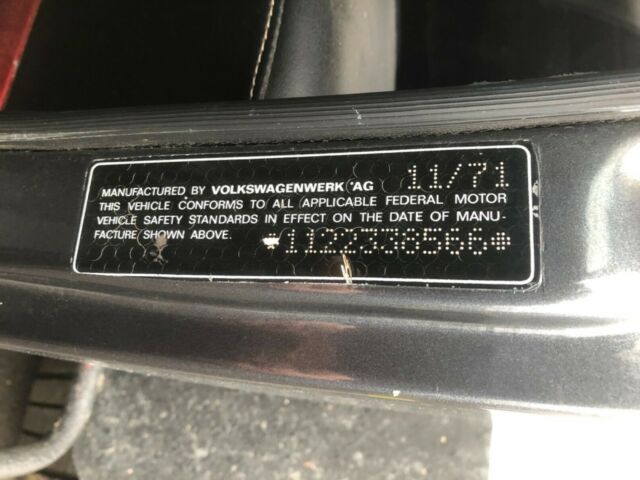 MANUFACTURED BY VOLKSWAGENWERK AG 11/71
THIS VEHICLE CONFORMS TO ALL APPLICABLE FEDERAL MOTOR
VEHICLE SAFETY STANDARDS IN EFFECT ON THE DATE OF MANU-
FACTURE SHOWN ABOVE. *1122338566*